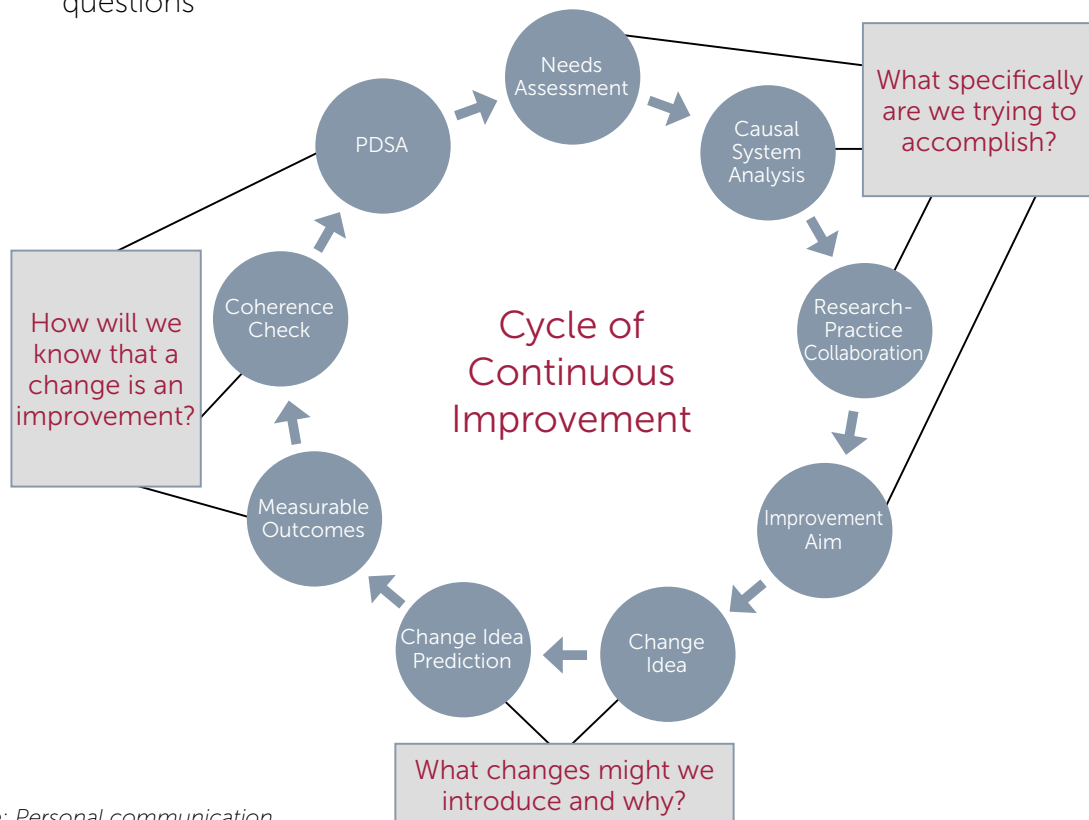 questions
Needs
Assessment
What specifically
are we trying to
accomplish?
Causal
System
Analysis
PDSA
Research-
Practice
Collaboration
Coherence
Check
How will we
know that a
change is an
improvement?
Cycle of
Continuous
Improvement
Improvement
Aim
Measurable
Outcomes
Change Idea
Prediction
Change
Idea
What changes might we
introduce and why?
: Personal communication